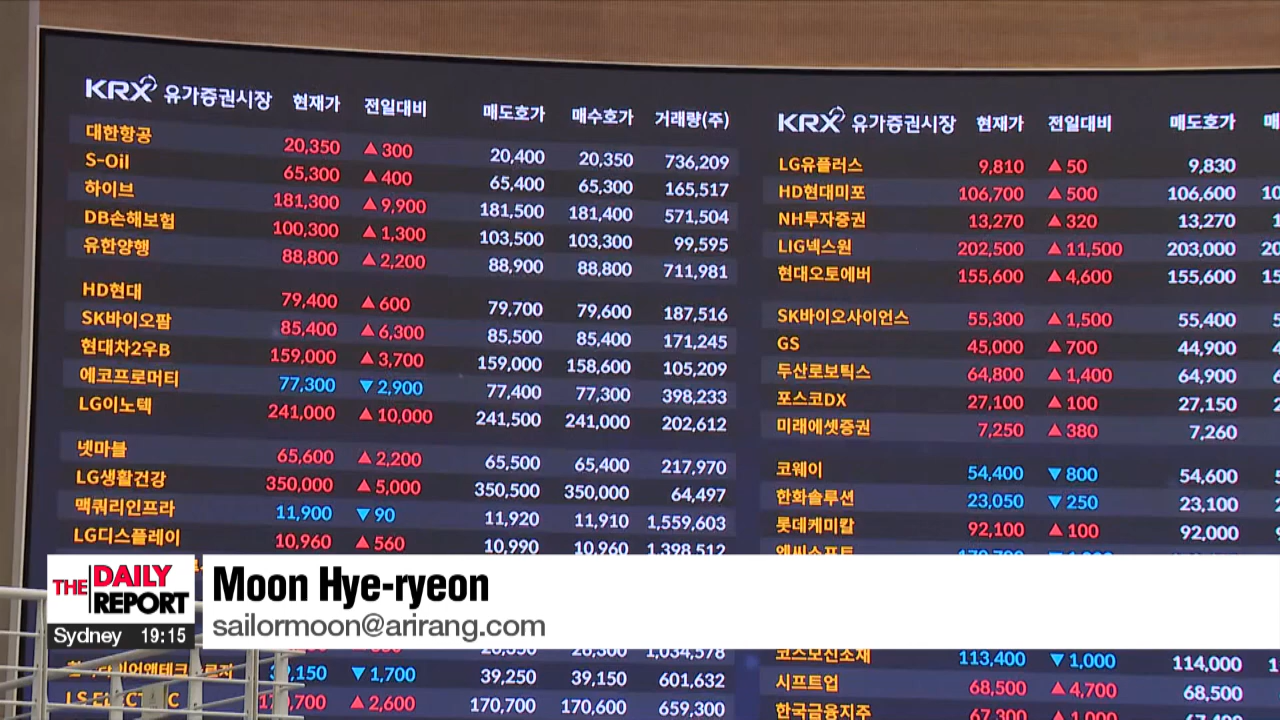 KRX 유가증권시장 현재가 전일대비 매도호가 매수호가 거래량(주)
대한항공 20,350 ▲300 20,400 20,350 736,209
S-Oil 65,300 ▲400 65,400 65,300 165,517
하이브 181,300 ▲9,900 181,500 181,400 571,504
DB손해보험 100,300 ▲1,300 103,500 103,300 99,595
유한양행 88,800 ▲2,200 88,900 88,800 711,981
HD현대 79,400 ▲600 79,700 79,600 187,516
SK바이오팜 85,400 ▲6,300 85,500 85,400 171,245
현대차2우B 159,000 ▲3,700 159,000 158,600 105,209
에코프로머티 77,300 ▼2,900 77,400 77,300 398,233
LG이노텍 241,000 ▲10,000 241,500 241,000 202,612
넷마블 65,600 ▲2,200 65,500 65,400 217,970
LG생활건강 350,000 ▲5,000 350,500 350,000 64,497
맥쿼리인프라 11,900 ▼90 11,920 11,910 1,559,603
LG디스플레이 10,960 ▲560 10,990 10,960 1,398,512
▼1,700 39,250 39,150 601,632
▲2,600 170,700 170,600 659,300
KRX 유가증권시장 현재가 전일대비 매도호가
LG유플러스 9,810 ▲50 9,830
HD현대미포 106,700 ▲500 106,600
NH투자증권 13,270 ▲320 13,270
LIG넥스원 202,500 ▲11,500 203,000
현대오토에버 155,600 ▲4,600 155,600
SK바이오사이언스 55,300 ▲1,500 55,400
GS 45,000 ▲700 44,900
두산로보틱스 64,800 ▲1,400 64,900
포스코DX 27,100 ▲100 27,150
미래에셋증권 7,250 ▲380 7,260
코웨이 54,400 ▼800 54,600
한화솔루션 23,050 ▼250 23,100
롯데케미칼 92,100 ▲100 92,000
코스모신소재 113,400 ▼1,000 114,000
시프트업 68,500 ▲4,700 68,500
한국금융지주 67,300 ▲1,000
THE DAILY REPORT
Sydney 19:15
Moon Hye-ryeon
sailormoon@arirang.com